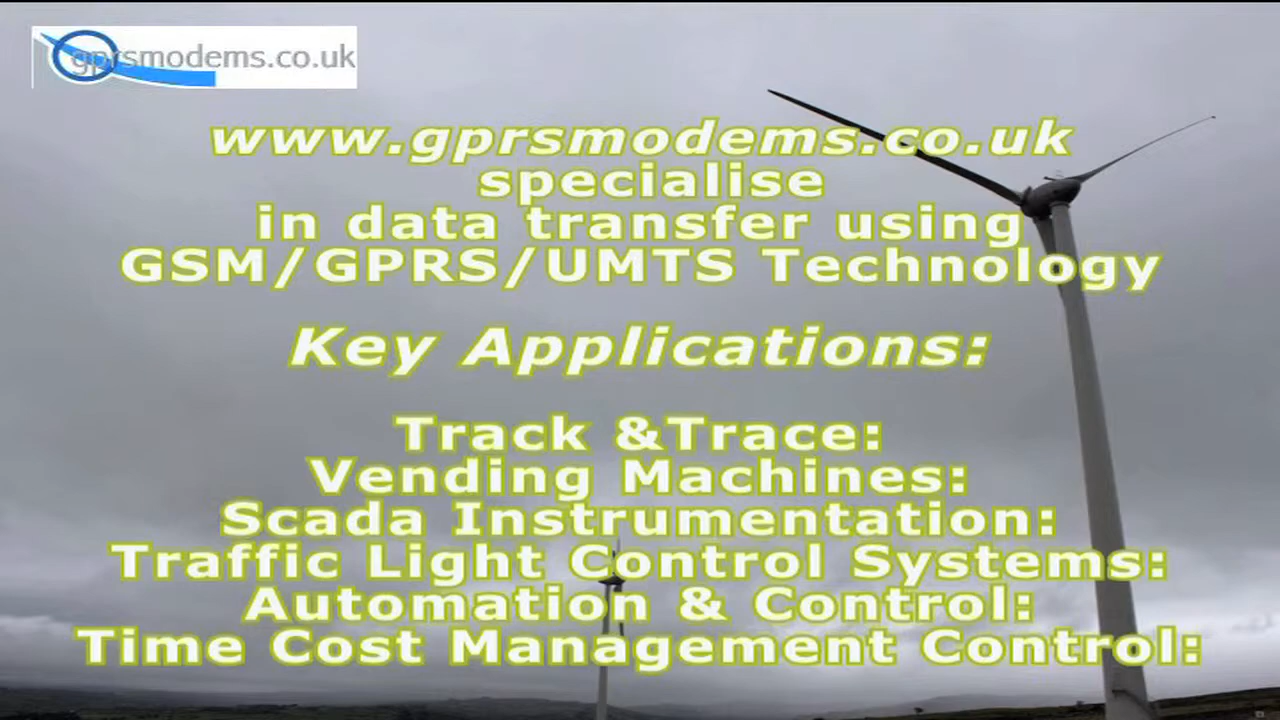 gprsmodems.co.uk
www.gprsmodems.co.uk
specialise
in data transfer using
GSM/GPRS/UMTS Technology
Key Applications:
Track &Trace:
Vending Machines:
Scada Instrumentation:
Traffic Light Control Systems:
Automation & Control:
Time Cost Management Control: